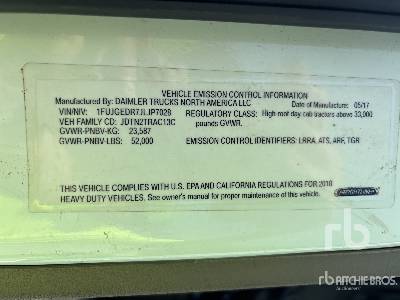 VEHICLE EMISSION CONTROL INFORMATION
Manufactured By: DAIMLER TRUCKS NORTH AMERICA LLC Date of Manufacture: 05/17
VIN/NIV: 1FUJGEDR7JLJP7028 REGULATORY CLASS: High roof day cab tractors above 33,000
VEH FAMILY CD: JDTN2TRAC13C pounds GVWR.
GVWR-PNBV-KG: 23,587
GVWR-PNBV-LBS: 52,000 EMISSION CONTROL IDENTIFIERS: LRRA, ATS, ARF, TGR
THIS VEHICLE COMPLIES WITH U.S. EPA AND CALIFORNIA REGULATIONS FOR 2018
HEAVY DUTY VEHICLES. See owner's manual for proper maintenance of this vehicle.
FREIGHTLINER
rb
rb RITCHIE BROS.
Auctioneers